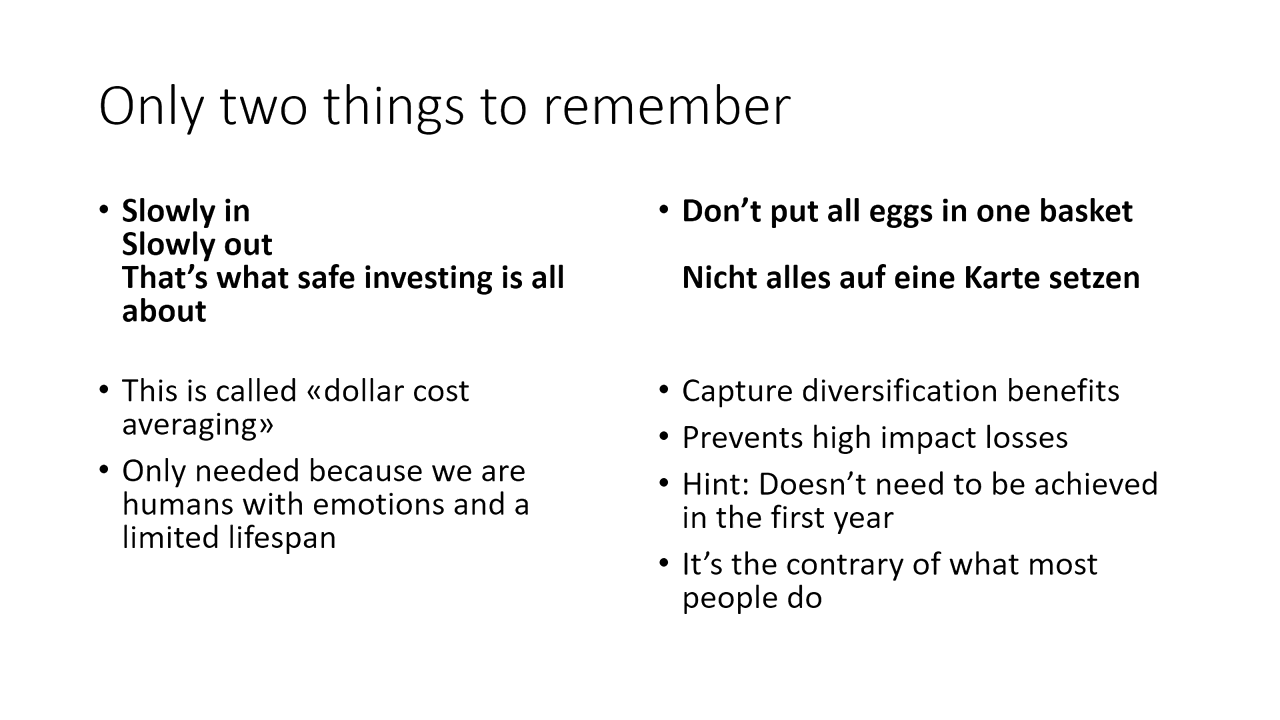 Only two things to remember
• Slowly in
Slowly out
That’s what safe investing is all
about
• This is called «dollar cost
averaging»
• Only needed because we are
humans with emotions and a
limited lifespan
• Don’t put all eggs in one basket
Nicht alles auf eine Karte setzen
• Capture diversification benefits
• Prevents high impact losses
• Hint: Doesn’t need to be achieved
in the first year
• It’s the contrary of what most
people do